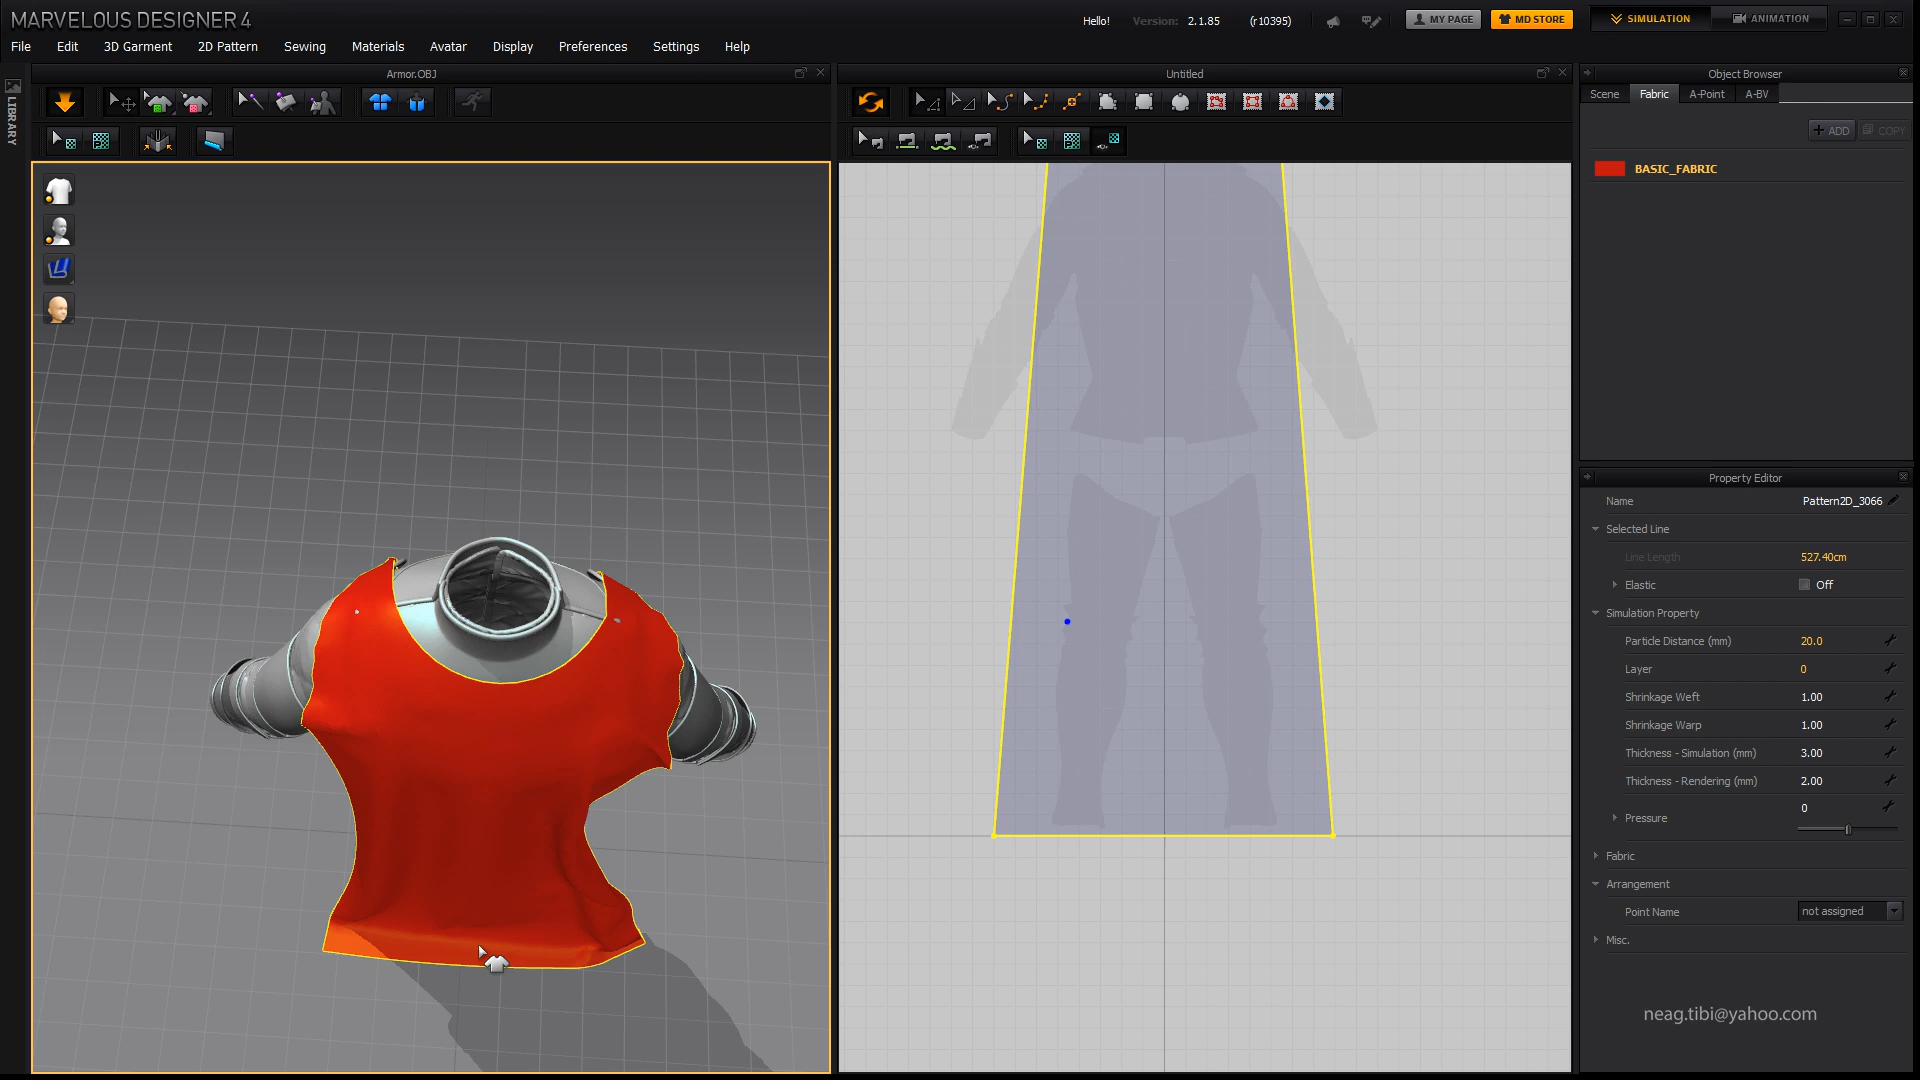 MARVELOUS DESIGNER 4
Hello! Version: 2.1.85 (r10395) MY PAGE MD STORE SIMULATION ANIMATION
File Edit 3D Garment 2D Pattern Sewing Materials Avatar Display Preferences Settings Help
LIBRARY
Armor.OBJ
Untitled
Object Browser
Scene Fabric A-Point A-BV
+ ADD COPY
BASIC_FABRIC
Property Editor
Name Pattern2D_3066
Selected Line
Line Length 527.40cm
Elastic Off
Simulation Property
Particle Distance (mm) 20.0
Layer 0
Shrinkage Weft 1.00
Shrinkage Warp 1.00
Thickness - Simulation (mm) 3.00
Thickness - Rendering (mm) 2.00
Pressure 0
Fabric
Arrangement
Point Name not assigned
Misc.
neag.tibi@yahoo.com